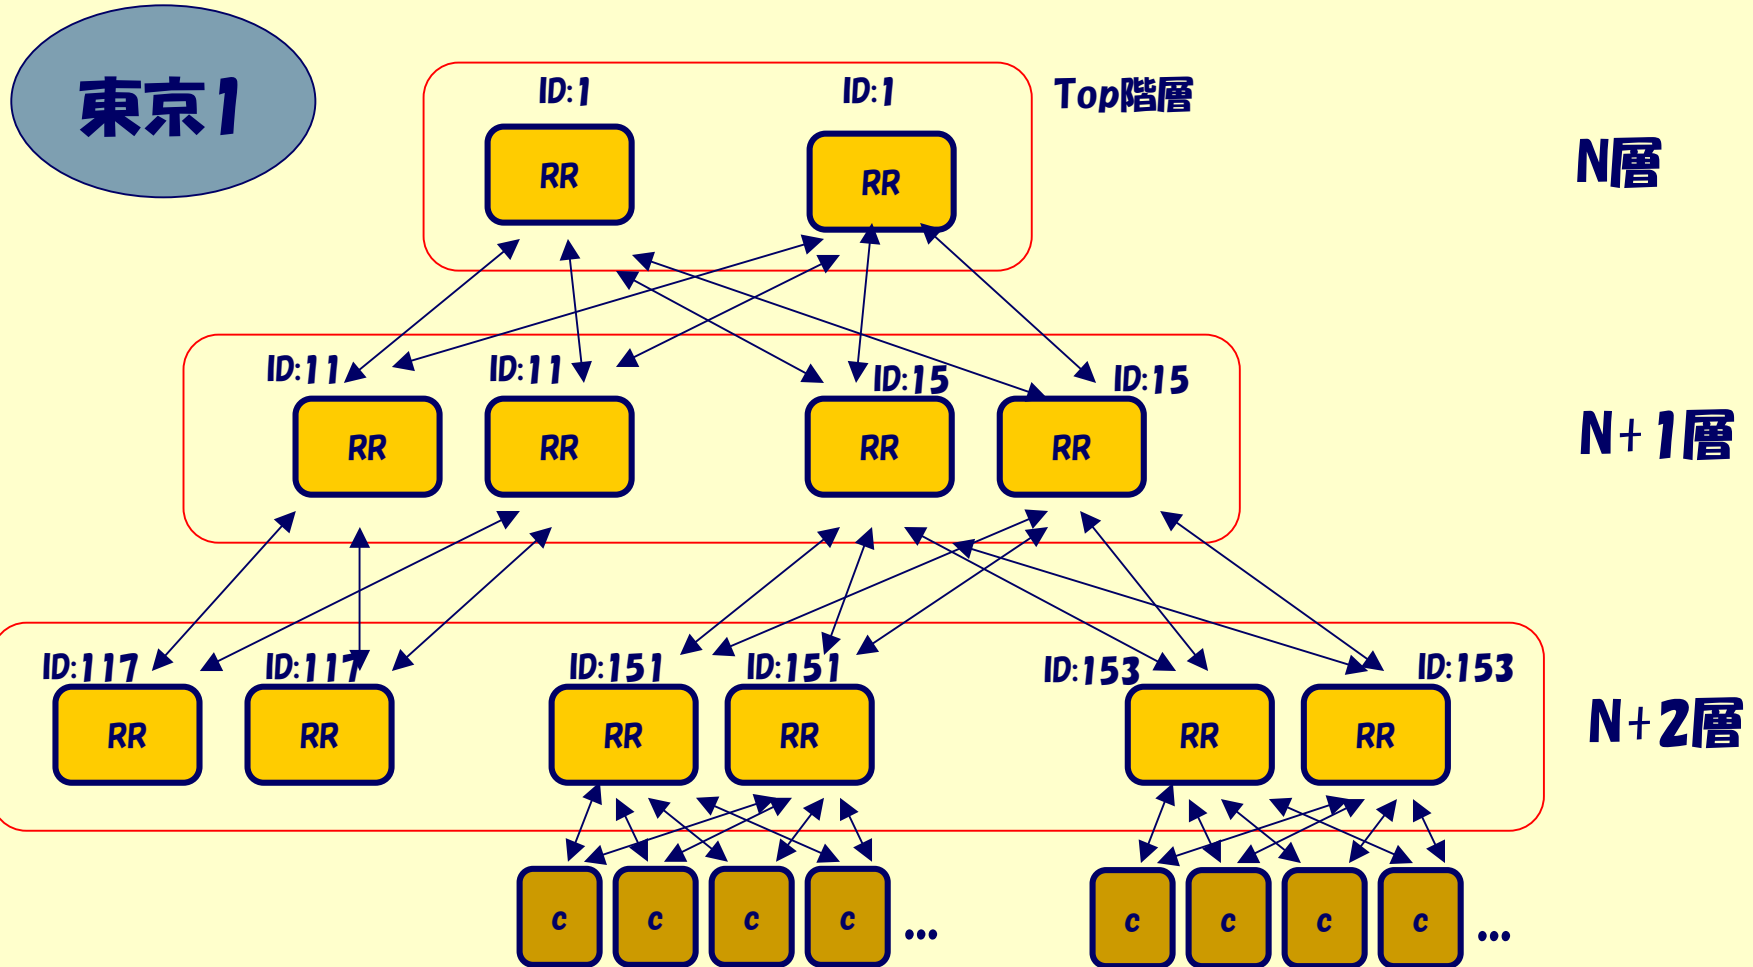 東京1
ID:1
ID:1
Top階層
RR
RR
N層
ID:11
ID:11
ID:15
ID:15
RR
RR
RR
RR
N+1層
ID:117
ID:117
ID:151
ID:151
ID:153
ID:153
RR
RR
RR
RR
RR
RR
N+2層
c
c
c
c
...
c
c
c
c
...